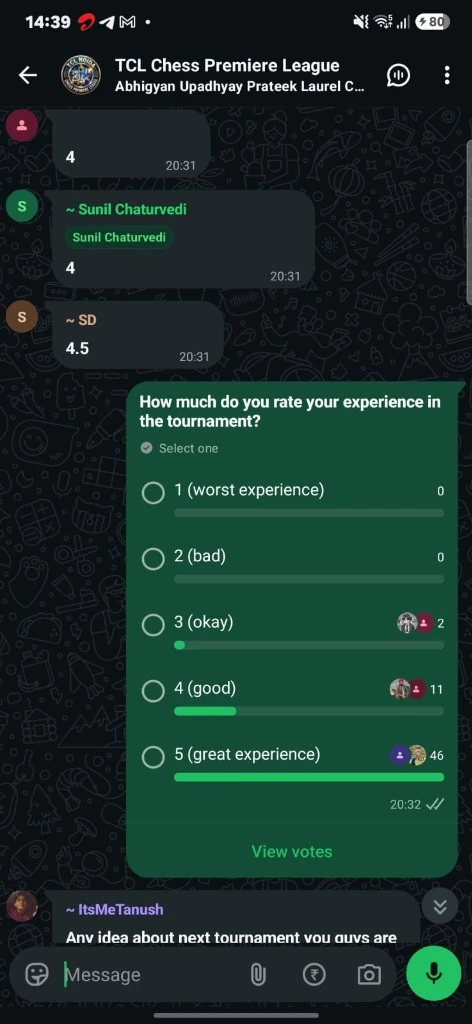 14:39
80
TCL Chess Premiere League
Abhigyan Upadhyay Prateek Laurel C...
4
20:31
S
~ Sunil Chaturvedi
Sunil Chaturvedi
4
20:31
S
~ SD
4.5
20:31
How much do you rate your experience in
the tournament?
Select one
1 (worst experience) 0
2 (bad) 0
3 (okay) 2
4 (good) 11
5 (great experience) 46
20:32
View votes
~ ItsMeTanush
Any idea about next tournament you guys are
Message
₹